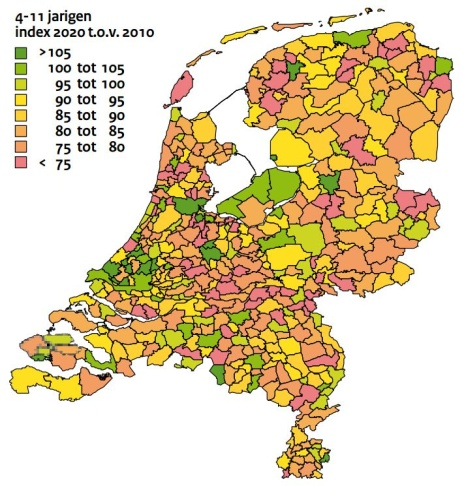 4-11 jarigen
index 2020 t.o.v. 2010
>105
100 tot 105
95 tot 100
90 tot 95
85 tot 90
80 tot 85
75 tot 80
< 75